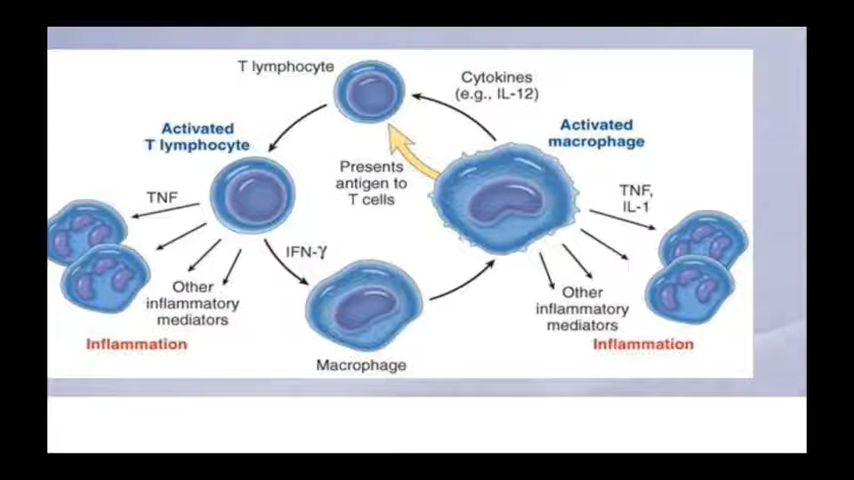 T lymphocyte
Cytokines
(e.g., IL-12)
Activated
T lymphocyte
Activated
macrophage
Presents
antigen to
T cells
TNF
TNF,
IL-1
IFN-γ
Other
inflammatory
mediators
Other
inflammatory
mediators
Inflammation
Inflammation
Macrophage